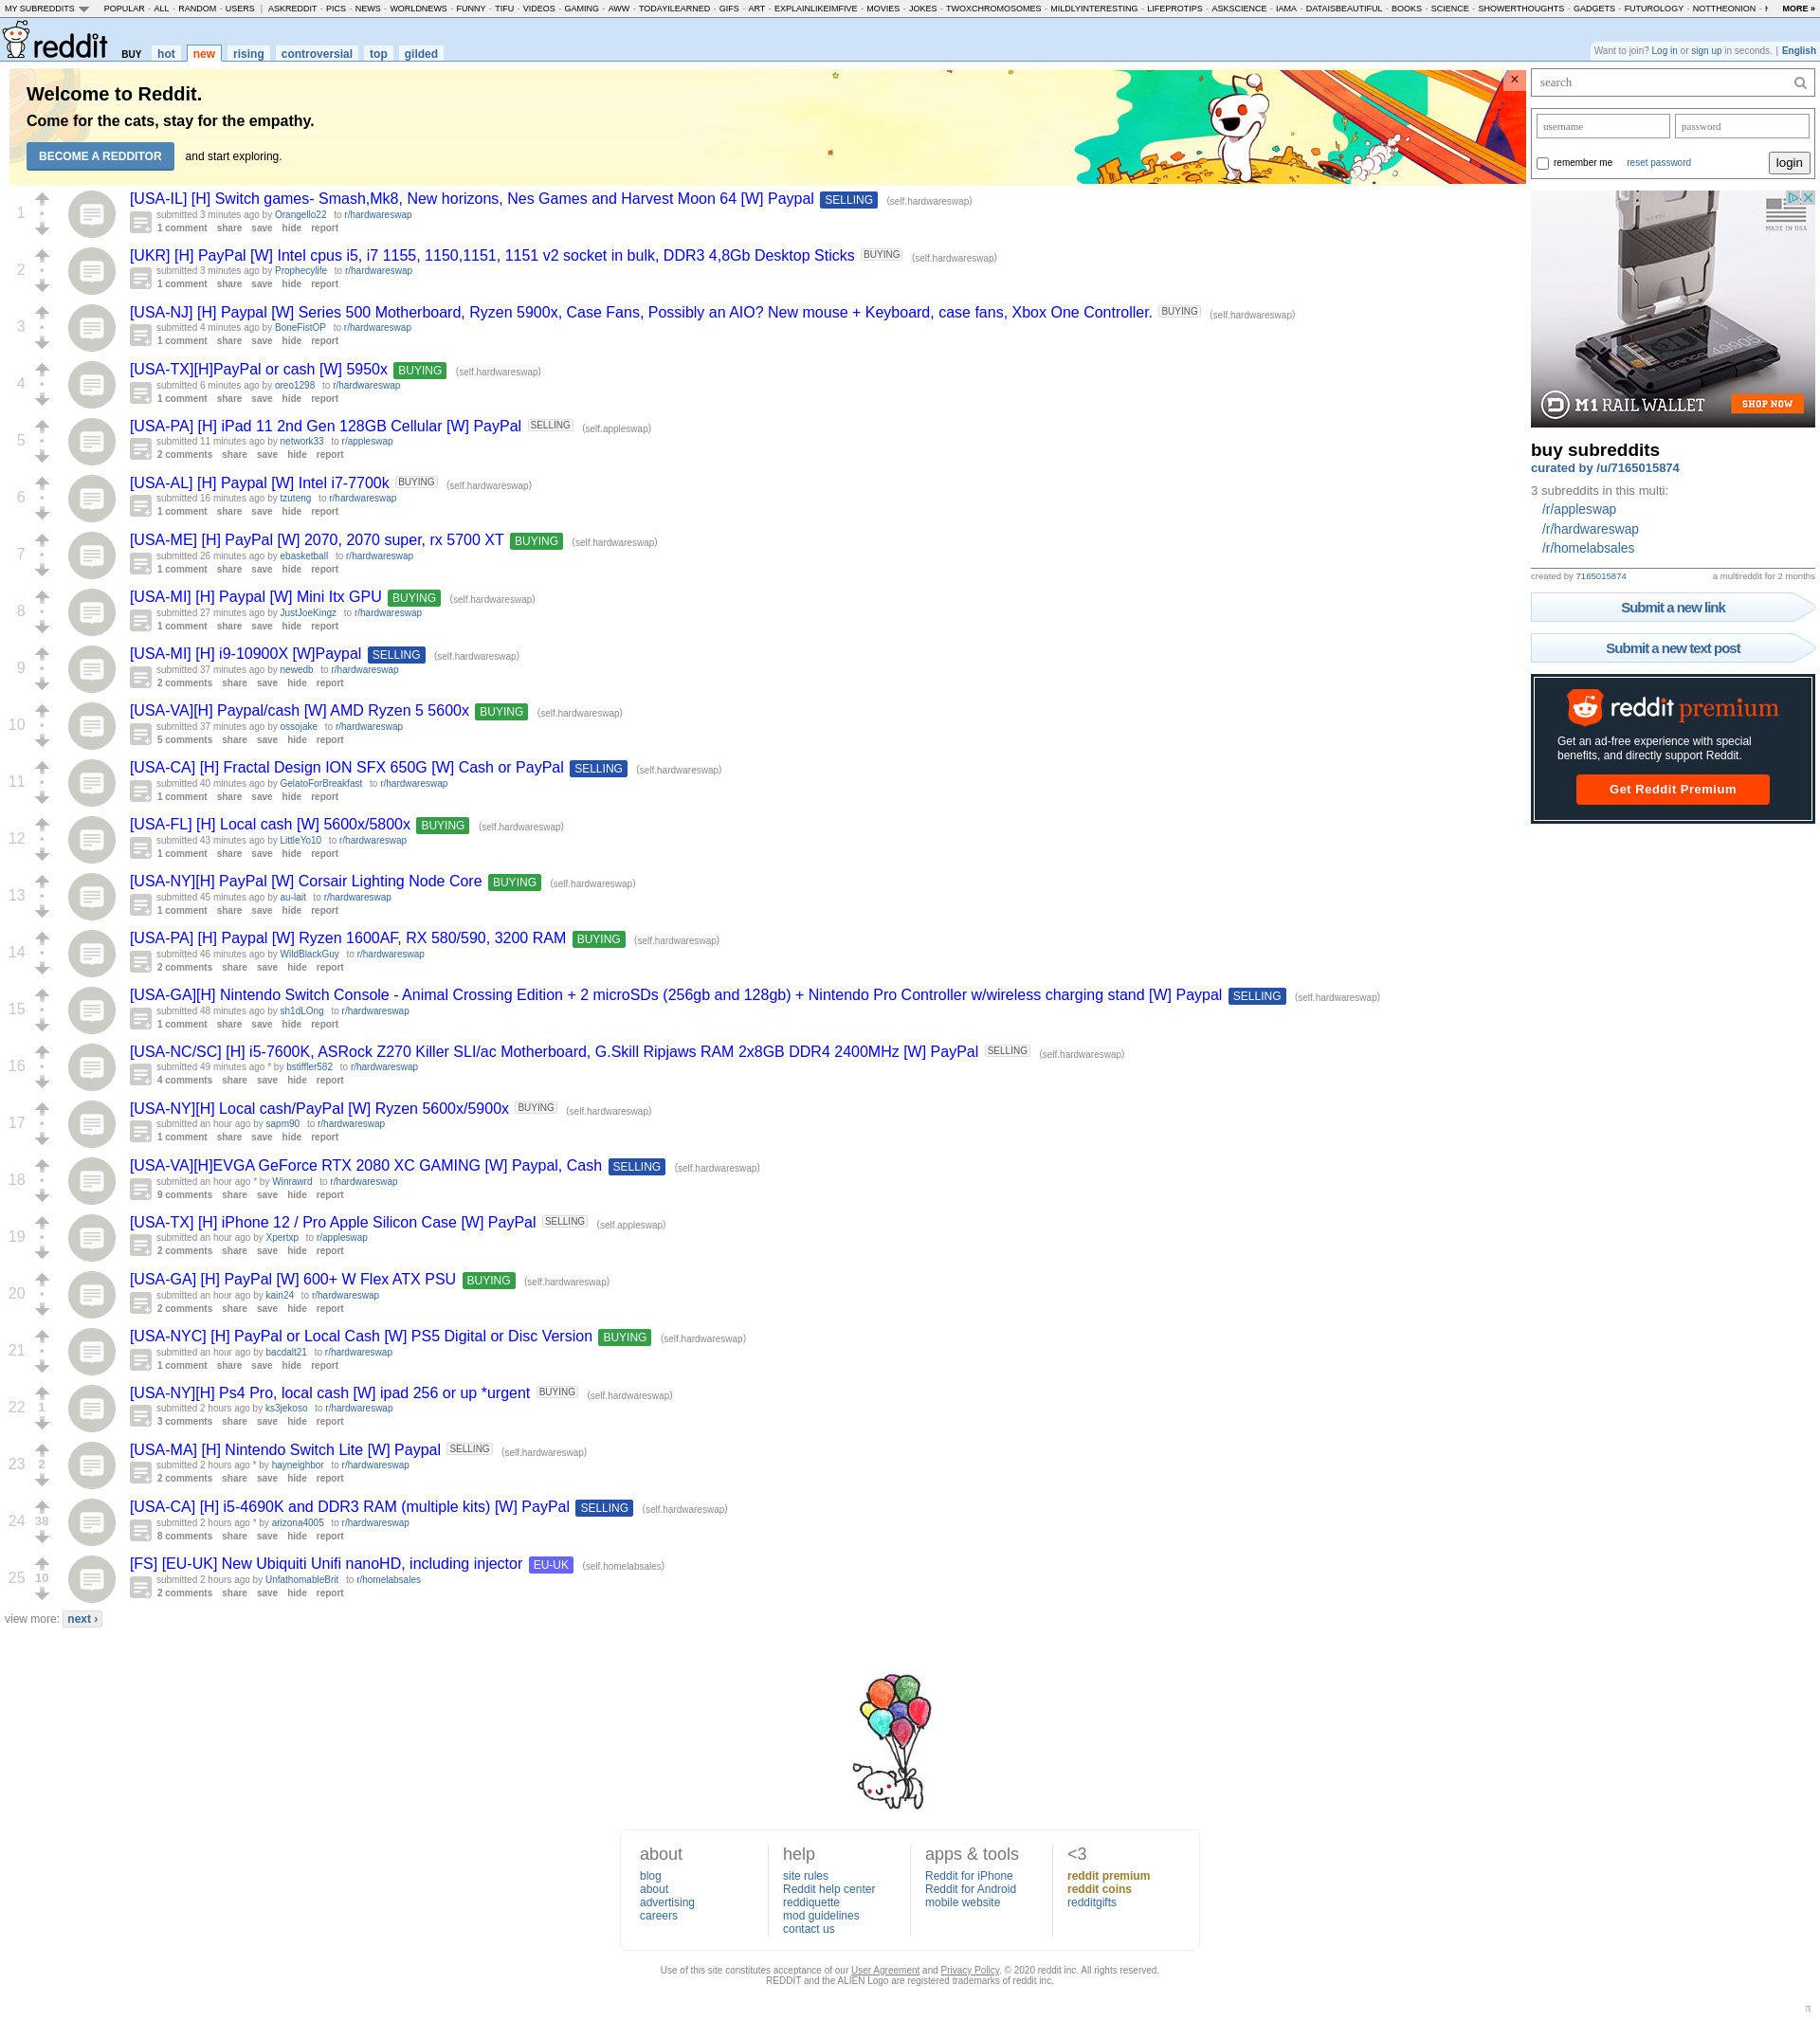 MY SUBREDDITS POPULAR - ALL - RANDOM - USERS | ASKREDDIT - PICS - NEWS - WORLDNEWS - FUNNY - TIFU - VIDEOS - GAMING - AWW - TODAYILEARNED - GIFS - ART - EXPLAINLIKEIMFIVE - MOVIES - JOKES - TWOXCHROMOSOMES - MILDLYINTERESTING - LIFEPROTIPS - ASKSCIENCE - IAMA - DATAISBEAUTIFUL - BOOKS - SCIENCE - SHOWERTHOUGHTS - GADGETS - FUTUROLOGY - NOTTHEONION - MORE »
reddit BUY hot new rising controversial top gilded
Want to join? Log in or sign up in seconds. | English
Welcome to Reddit.
Come for the cats, stay for the empathy.
BECOME A REDDITOR and start exploring.
×
1
[USA-IL] [H] Switch games- Smash,Mk8, New horizons, Nes Games and Harvest Moon 64 [W] Paypal SELLING (self.hardwareswap)
submitted 3 minutes ago by Orangello22 to r/hardwareswap
1 comment share save hide report
2
[UKR] [H] PayPal [W] Intel cpus i5, i7 1155, 1150,1151, 1151 v2 socket in bulk, DDR3 4,8Gb Desktop Sticks BUYING (self.hardwareswap)
submitted 3 minutes ago by Prophecylife to r/hardwareswap
1 comment share save hide report
3
[USA-NJ] [H] Paypal [W] Series 500 Motherboard, Ryzen 5900x, Case Fans, Possibly an AIO? New mouse + Keyboard, case fans, Xbox One Controller. BUYING (self.hardwareswap)
submitted 4 minutes ago by BoneFistOP to r/hardwareswap
1 comment share save hide report
4
[USA-TX][H]PayPal or cash [W] 5950x BUYING (self.hardwareswap)
submitted 6 minutes ago by oreo1298 to r/hardwareswap
1 comment share save hide report
5
[USA-PA] [H] iPad 11 2nd Gen 128GB Cellular [W] PayPal SELLING (self.appleswap)
submitted 11 minutes ago by network33 to r/appleswap
2 comments share save hide report
6
[USA-AL] [H] Paypal [W] Intel i7-7700k BUYING (self.hardwareswap)
submitted 16 minutes ago by tzuteng to r/hardwareswap
1 comment share save hide report
7
[USA-ME] [H] PayPal [W] 2070, 2070 super, rx 5700 XT BUYING (self.hardwareswap)
submitted 26 minutes ago by ebasketball to r/hardwareswap
1 comment share save hide report
8
[USA-MI] [H] Paypal [W] Mini Itx GPU BUYING (self.hardwareswap)
submitted 27 minutes ago by JustJoeKingz to r/hardwareswap
1 comment share save hide report
9
[USA-MI] [H] i9-10900X [W]Paypal SELLING (self.hardwareswap)
submitted 37 minutes ago by newedb to r/hardwareswap
2 comments share save hide report
10
[USA-VA][H] Paypal/cash [W] AMD Ryzen 5 5600x BUYING (self.hardwareswap)
submitted 37 minutes ago by ossojake to r/hardwareswap
5 comments share save hide report
11
[USA-CA] [H] Fractal Design ION SFX 650G [W] Cash or PayPal SELLING (self.hardwareswap)
submitted 40 minutes ago by GelatoForBreakfast to r/hardwareswap
1 comment share save hide report
12
[USA-FL] [H] Local cash [W] 5600x/5800x BUYING (self.hardwareswap)
submitted 43 minutes ago by LittleYo10 to r/hardwareswap
1 comment share save hide report
13
[USA-NY][H] PayPal [W] Corsair Lighting Node Core BUYING (self.hardwareswap)
submitted 45 minutes ago by au-lait to r/hardwareswap
1 comment share save hide report
14
[USA-PA] [H] Paypal [W] Ryzen 1600AF, RX 580/590, 3200 RAM BUYING (self.hardwareswap)
submitted 46 minutes ago by WildBlackGuy to r/hardwareswap
2 comments share save hide report
15
[USA-GA][H] Nintendo Switch Console - Animal Crossing Edition + 2 microSDs (256gb and 128gb) + Nintendo Pro Controller w/wireless charging stand [W] Paypal SELLING (self.hardwareswap)
submitted 48 minutes ago by sh1dLOng to r/hardwareswap
1 comment share save hide report
16
[USA-NC/SC] [H] i5-7600K, ASRock Z270 Killer SLI/ac Motherboard, G.Skill Ripjaws RAM 2x8GB DDR4 2400MHz [W] PayPal SELLING (self.hardwareswap)
submitted 49 minutes ago * by bstiffler582 to r/hardwareswap
4 comments share save hide report
17
[USA-NY][H] Local cash/PayPal [W] Ryzen 5600x/5900x BUYING (self.hardwareswap)
submitted an hour ago by sapm90 to r/hardwareswap
1 comment share save hide report
18
[USA-VA][H]EVGA GeForce RTX 2080 XC GAMING [W] Paypal, Cash SELLING (self.hardwareswap)
submitted an hour ago * by Winrawrd to r/hardwareswap
9 comments share save hide report
19
[USA-TX] [H] iPhone 12 / Pro Apple Silicon Case [W] PayPal SELLING (self.appleswap)
submitted an hour ago by Xpertxp to r/appleswap
2 comments share save hide report
20
[USA-GA] [H] PayPal [W] 600+ W Flex ATX PSU BUYING (self.hardwareswap)
submitted an hour ago by kain24 to r/hardwareswap
2 comments share save hide report
21
[USA-NYC] [H] PayPal or Local Cash [W] PS5 Digital or Disc Version BUYING (self.hardwareswap)
submitted an hour ago by bacdalt21 to r/hardwareswap
1 comment share save hide report
22 1
[USA-NY][H] Ps4 Pro, local cash [W] ipad 256 or up *urgent BUYING (self.hardwareswap)
submitted 2 hours ago by ks3jekoso to r/hardwareswap
3 comments share save hide report
23 2
[USA-MA] [H] Nintendo Switch Lite [W] Paypal SELLING (self.hardwareswap)
submitted 2 hours ago * by hayneighbor to r/hardwareswap
2 comments share save hide report
24 38
[USA-CA] [H] i5-4690K and DDR3 RAM (multiple kits) [W] PayPal SELLING (self.hardwareswap)
submitted 2 hours ago * by arizona4005 to r/hardwareswap
8 comments share save hide report
25 10
[FS] [EU-UK] New Ubiquiti Unifi nanoHD, including injector EU-UK (self.homelabsales)
submitted 2 hours ago by UnfathomableBrit to r/homelabsales
2 comments share save hide report
view more: next ›
search
username password
remember me reset password login
MADE IN USA
M1 RAIL WALLET SHOP NOW
buy subreddits
curated by /u/7165015874
3 subreddits in this multi:
/r/appleswap
/r/hardwareswap
/r/homelabsales
created by 7165015874 a multireddit for 2 months
Submit a new link
Submit a new text post
reddit premium
Get an ad-free experience with special
benefits, and directly support Reddit.
Get Reddit Premium
about
blog
about
advertising
careers
help
site rules
Reddit help center
reddiquette
mod guidelines
contact us
apps & tools
Reddit for iPhone
Reddit for Android
mobile website
<3
reddit premium
reddit coins
redditgifts
Use of this site constitutes acceptance of our User Agreement and Privacy Policy. © 2020 reddit inc. All rights reserved.
REDDIT and the ALIEN Logo are registered trademarks of reddit inc.
π